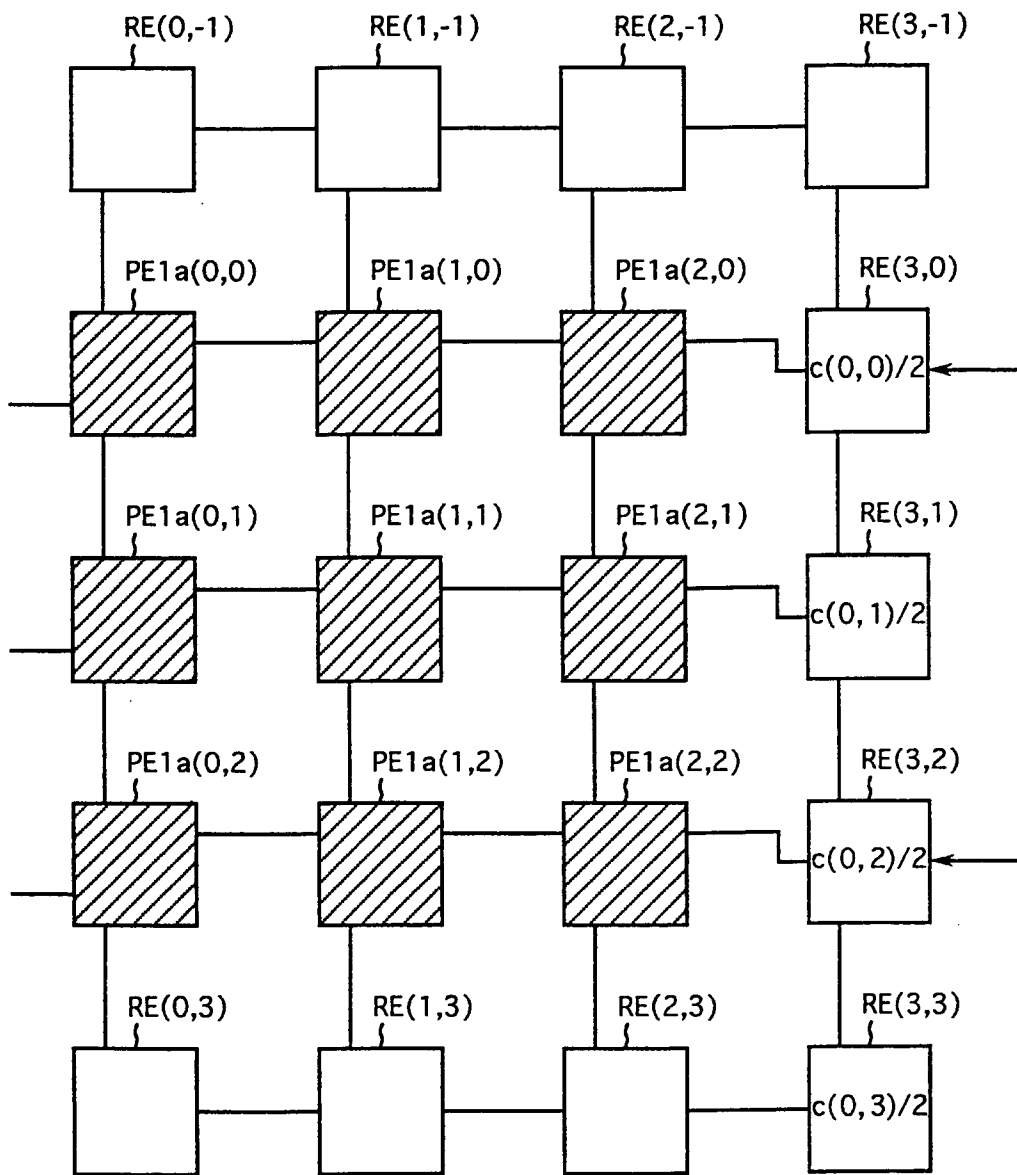 RE(0,-1) RE(1,-1) RE(2,-1) RE(3,-1)
PE1a(0,0) PE1a(1,0) PE1a(2,0) RE(3,0)
c(0,0)/2
PE1a(0,1) PE1a(1,1) PE1a(2,1) RE(3,1)
c(0,1)/2
PE1a(0,2) PE1a(1,2) PE1a(2,2) RE(3,2)
c(0,2)/2
RE(0,3) RE(1,3) RE(2,3) RE(3,3)
c(0,3)/2